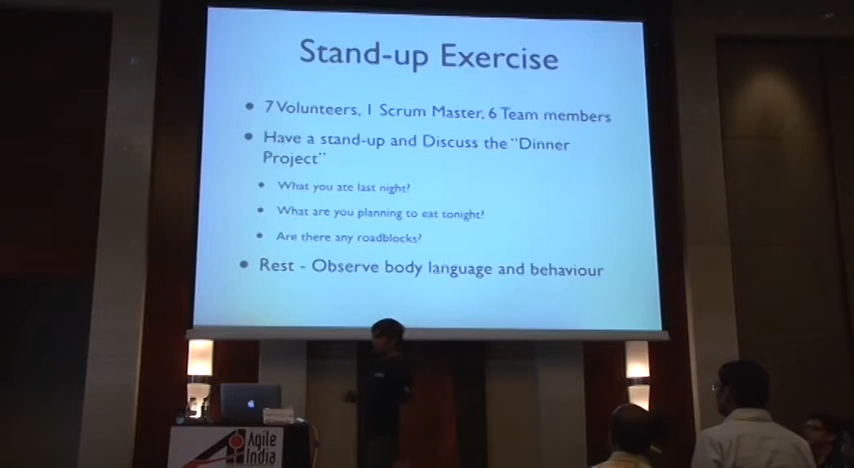 Stand-up Exercise
7 Volunteers, 1 Scrum Master, 6 Team members
Have a stand-up and Discuss the "Dinner
Project"
What you ate last night?
What are you planning to eat tonight?
Are there any roadblocks?
Rest - Observe body language and behaviour
Agile
India